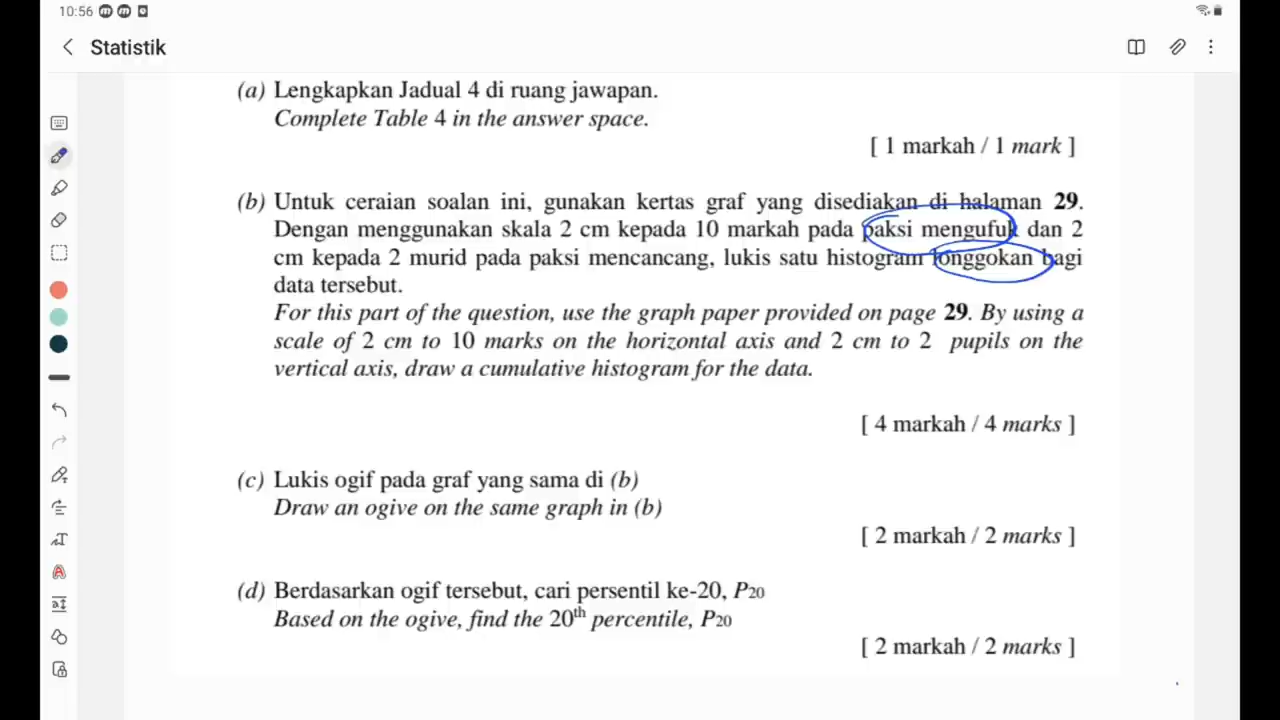 10:56
Statistik
(a) Lengkapkan Jadual 4 di ruang jawapan.
Complete Table 4 in the answer space.
[ 1 markah / 1 mark ]
(b) Untuk ceraian soalan ini, gunakan kertas graf yang disediakan di halaman 29.
Dengan menggunakan skala 2 cm kepada 10 markah pada paksi mengufuk dan 2
cm kepada 2 murid pada paksi mencancang, lukis satu histogram longgokan bagi
data tersebut.
For this part of the question, use the graph paper provided on page 29. By using a
scale of 2 cm to 10 marks on the horizontal axis and 2 cm to 2 pupils on the
vertical axis, draw a cumulative histogram for the data.
[ 4 markah / 4 marks ]
(c) Lukis ogif pada graf yang sama di (b)
Draw an ogive on the same graph in (b)
[ 2 markah / 2 marks ]
(d) Berdasarkan ogif tersebut, cari persentil ke-20, P20
Based on the ogive, find the 20th percentile, P20
[ 2 markah / 2 marks ]